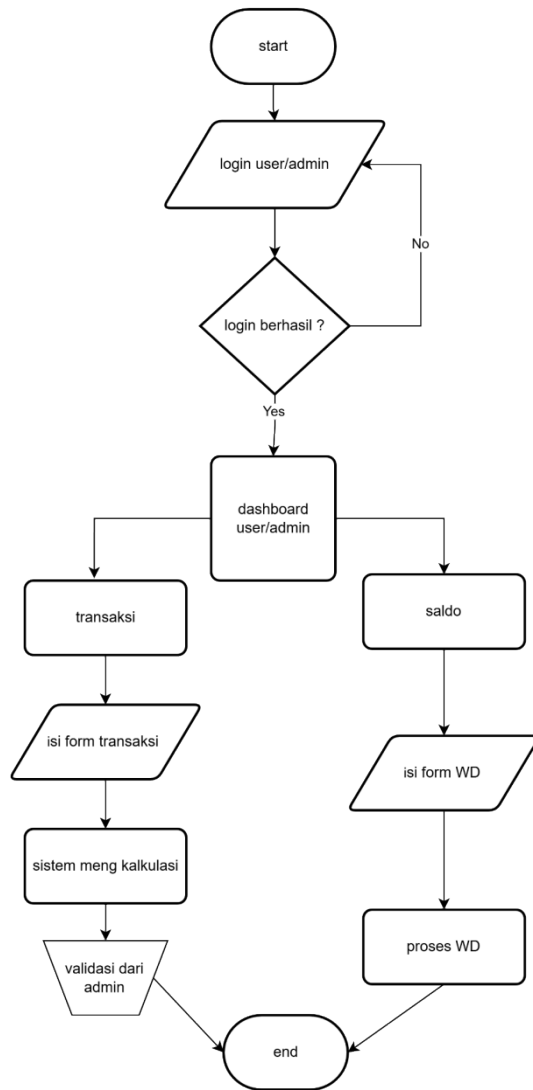 start
login user/admin
No
login berhasil ?
Yes
dashboard
user/admin
transaksi
saldo
isi form transaksi
isi form WD
sistem meng kalkulasi
proses WD
validasi dari
admin
end